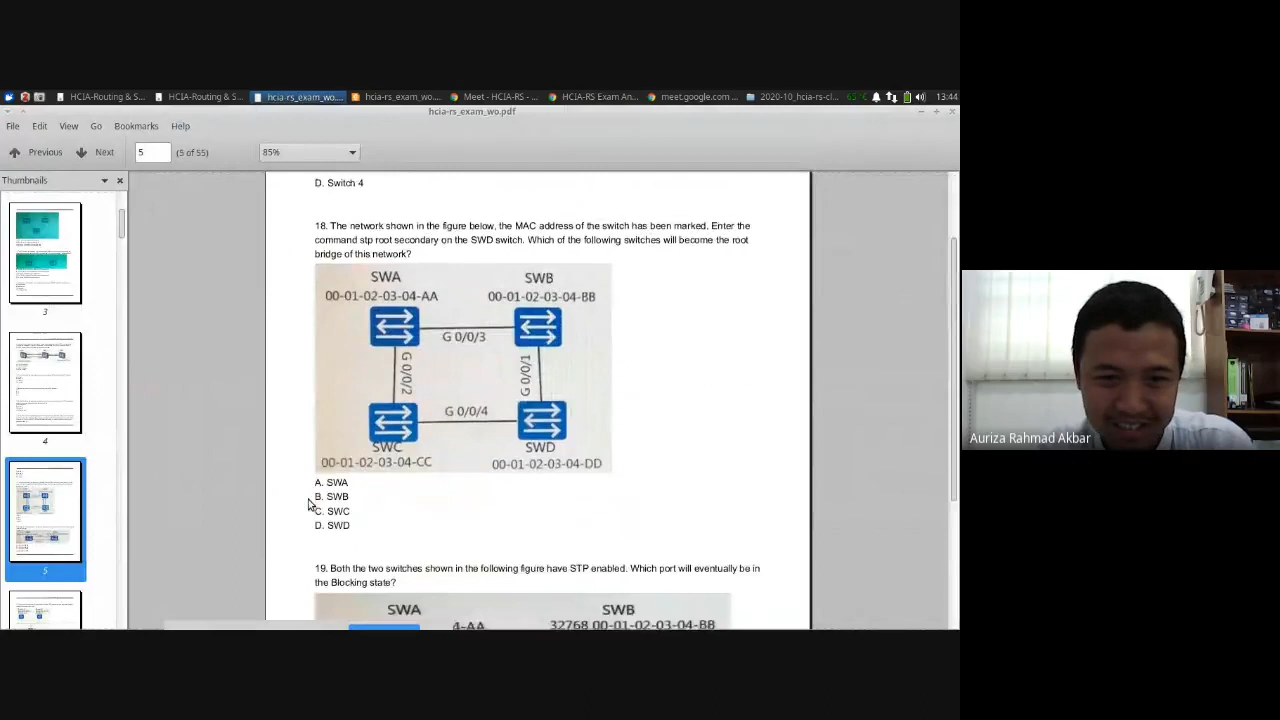 HCIA-Routing & S...
HCIA-Routing & S...
hcia-rs_exam_wo....
hcia-rs_exam_wo....
Meet - HCIA-RS - ...
HCIA-RS Exam An...
meet.google.com ...
2020-10_hcia-rs-cl...
65°C
13:44
hcia-rs_exam_wo.pdf
File Edit View Go Bookmarks Help
Previous Next 5 (5 of 55) 85%
Thumbnails
3
4
5
D. Switch 4
18. The network shown in the figure below, the MAC address of the switch has been marked. Enter the
command stp root secondary on the SWD switch. Which of the following switches will become the root
bridge of this network?
SWA
00-01-02-03-04-AA
SWB
00-01-02-03-04-BB
G 0/0/3
G 0/0/2
G 0/0/1
G 0/0/4
SWC
00-01-02-03-04-CC
SWD
00-01-02-03-04-DD
A. SWA
B. SWB
C. SWC
D. SWD
19. Both the two switches shown in the following figure have STP enabled. Which port will eventually be in
the Blocking state?
SWA
SWB
4-AA
32768 00-01-02-03-04-BB
Auriza Rahmad Akbar